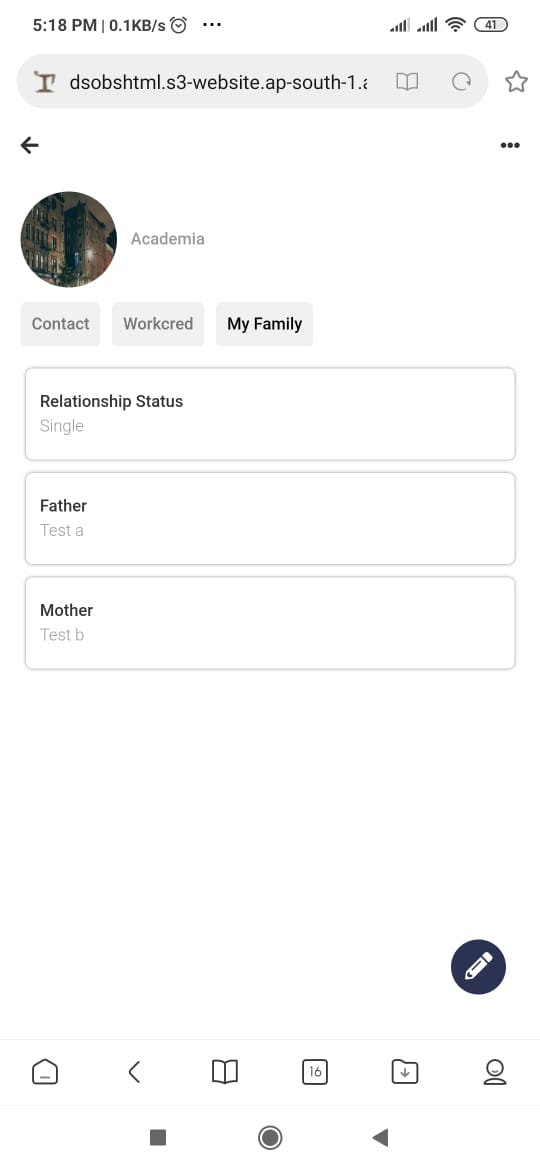 5:18 PM | 0.1KB/s
41
dsobshtml.s3-website.ap-south-1.a
Academia
Contact Workcred My Family
Relationship Status
Single
Father
Test a
Mother
Test b
16